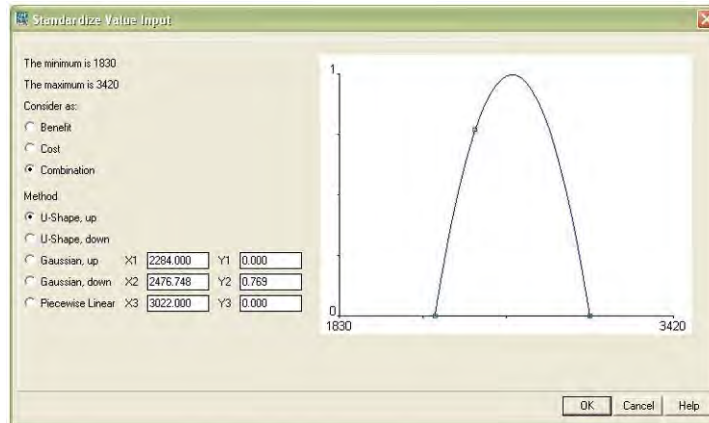 Standardize Value Input
The minimum is 1830
The maximum is 3420
Consider as:
Benefit
Cost
Combination
Method
U-Shape, up
U-Shape, down
Gaussian, up X1 2284.000 Y1 0.000
Gaussian, down X2 2476.748 Y2 0.769
Piecewise Linear X3 3022.000 Y3 0.000
1
0
1830 3420
OK Cancel Help